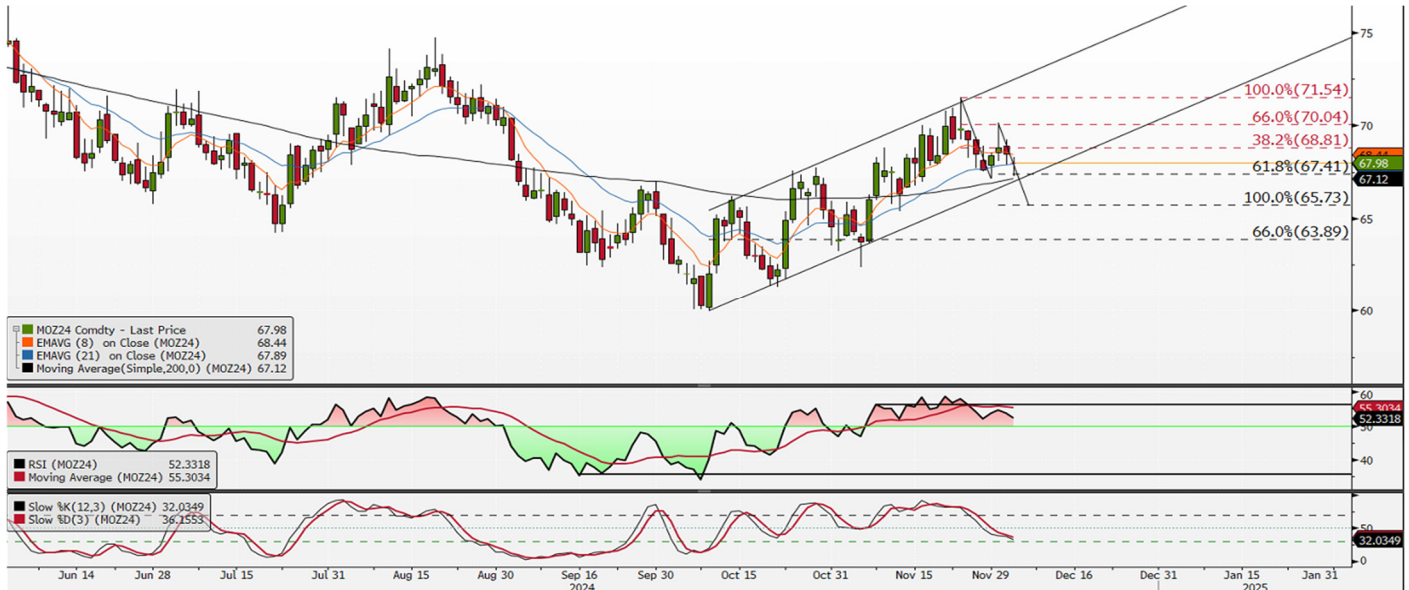 75
100.0%(71.54)
66.0%(70.04)
70
38.2%(68.81)
68.44
67.98
61.8%(67.41)
67.12
100.0%(65.73)
65
66.0%(63.89)
60
MOZ24 Comdty - Last Price 67.98
EMAVG (8) on Close (MOZ24) 68.44
EMAVG (21) on Close (MOZ24) 67.89
Moving Average(Simple,200,0) (MOZ24) 67.12
60
55.3034
52.3318
50
40
RSI (MOZ24) 52.3318
Moving Average (MOZ24) 55.3034
Slow %K(12,3) (MOZ24) 32.0349
Slow %D(3) (MOZ24) 36.1553
50
32.0349
0
Jun 14 Jun 28 Jul 15 Jul 31 Aug 15 Aug 30 Sep 16 Sep 30 Oct 15 Oct 31 Nov 15 Nov 29 Dec 16 Dec 31 Jan 15 Jan 31
2024 2025